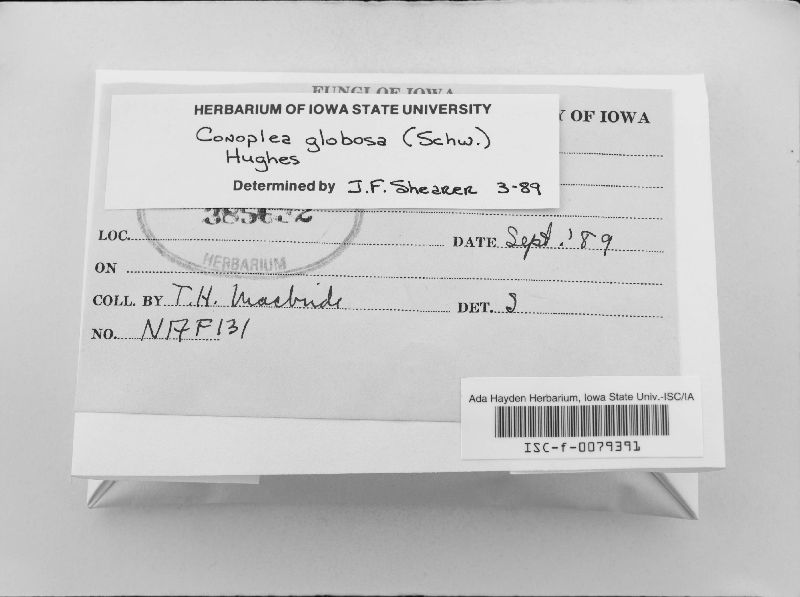 FUNGI OF IOWA
HERBARIUM OF IOWA STATE UNIVERSITY
Y OF IOWA
Conoplea globosa (Schw.)
Hughes
Determined by J.F. Shearer 3-89
HERBARIUM
LOC.
DATE Sept. '89
ON
COLL. BY T.H. Macbride
DET.
NO. N17F131
Ada Hayden Herbarium, Iowa State Univ.-ISC/IA
ISC-f-0079391